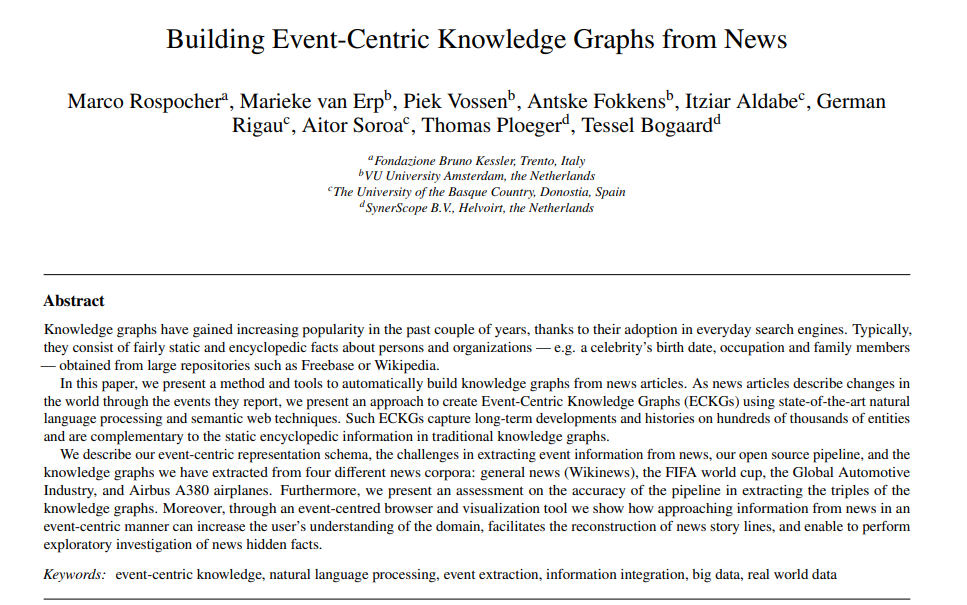 Building Event-Centric Knowledge Graphs from News
Marco Rospocherᵃ, Marieke van Erpᵇ, Piek Vossenᵇ, Antske Fokkensᵇ, Itziar Aldabeᶜ, German
Rigauᶜ, Aitor Soroaᶜ, Thomas Ploegerᵈ, Tessel Bogaardᵈ
ᵃFondazione Bruno Kessler, Trento, Italy
ᵇVU University Amsterdam, the Netherlands
ᶜThe University of the Basque Country, Donostia, Spain
ᵈSynerScope B.V., Helvoirt, the Netherlands
Abstract
Knowledge graphs have gained increasing popularity in the past couple of years, thanks to their adoption in everyday search engines. Typically,
they consist of fairly static and encyclopedic facts about persons and organizations — e.g. a celebrity's birth date, occupation and family members
— obtained from large repositories such as Freebase or Wikipedia.
In this paper, we present a method and tools to automatically build knowledge graphs from news articles. As news articles describe changes in
the world through the events they report, we present an approach to create Event-Centric Knowledge Graphs (ECKGs) using state-of-the-art natural
language processing and semantic web techniques. Such ECKGs capture long-term developments and histories on hundreds of thousands of entities
and are complementary to the static encyclopedic information in traditional knowledge graphs.
We describe our event-centric representation schema, the challenges in extracting event information from news, our open source pipeline, and the
knowledge graphs we have extracted from four different news corpora: general news (Wikinews), the FIFA world cup, the Global Automotive
Industry, and Airbus A380 airplanes. Furthermore, we present an assessment on the accuracy of the pipeline in extracting the triples of the
knowledge graphs. Moreover, through an event-centred browser and visualization tool we show how approaching information from news in an
event-centric manner can increase the user's understanding of the domain, facilitates the reconstruction of news story lines, and enable to perform
exploratory investigation of news hidden facts.
Keywords: event-centric knowledge, natural language processing, event extraction, information integration, big data, real world data